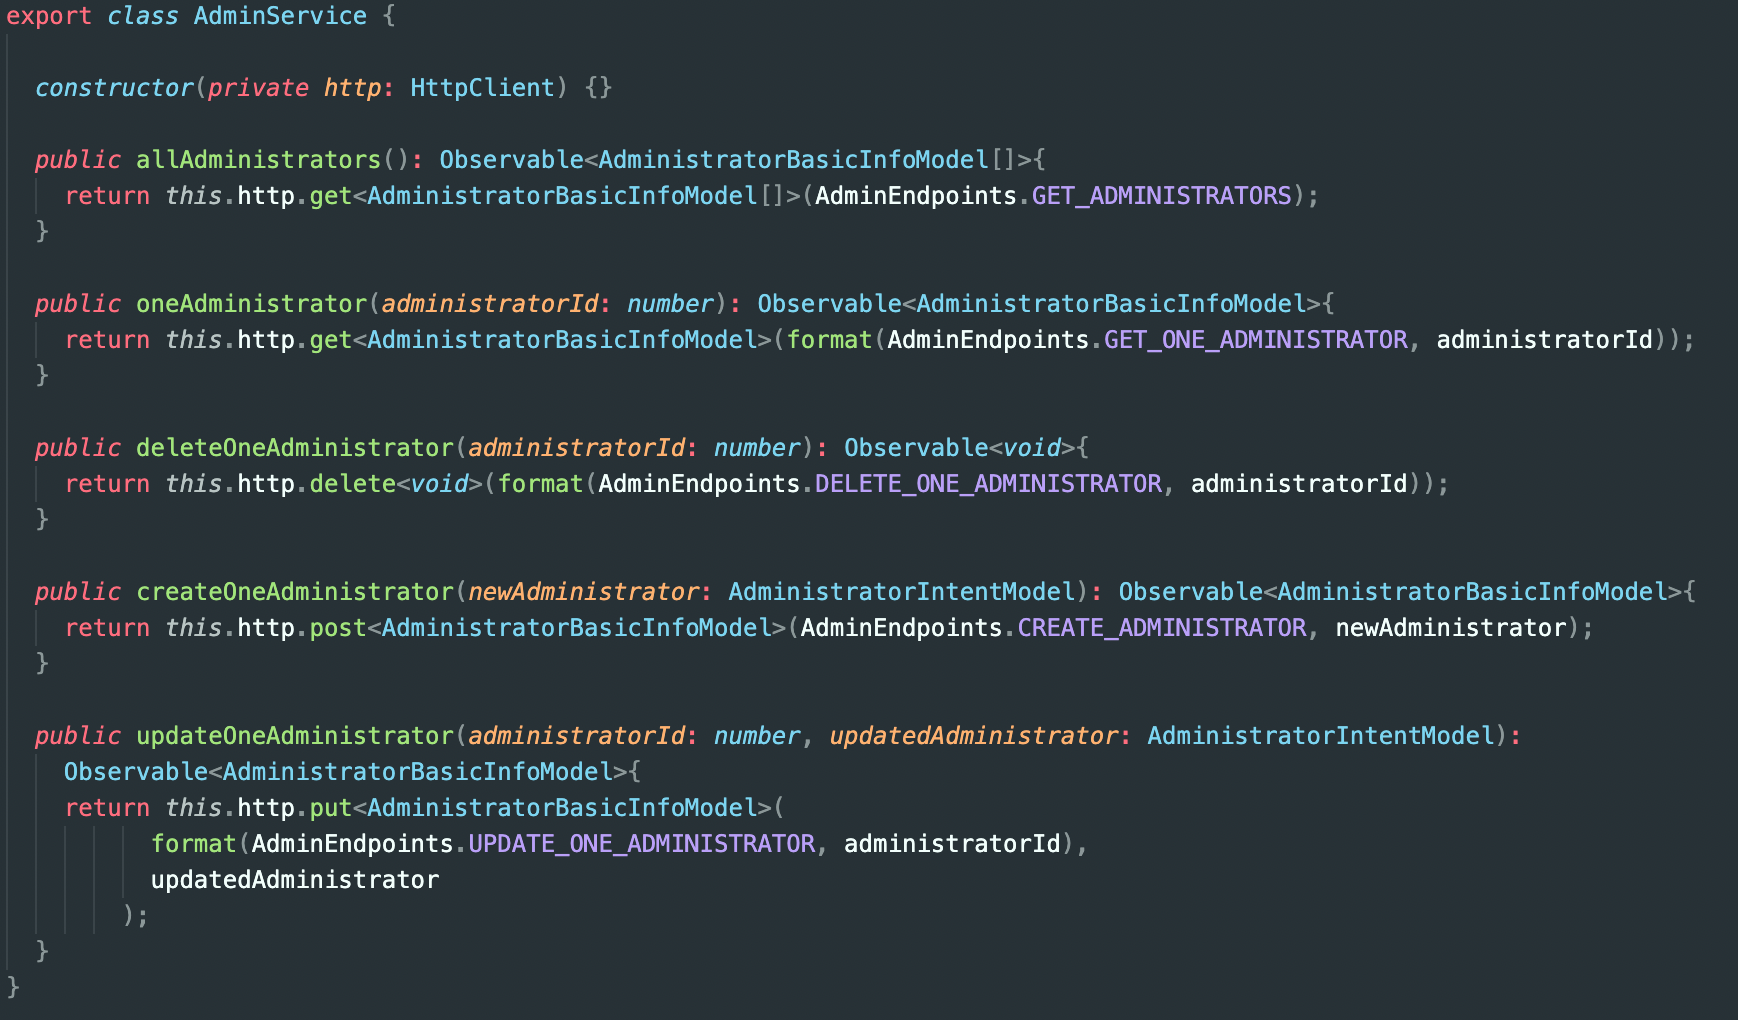 export class AdminService {
constructor(private http: HttpClient) {}
public allAdministrators(): Observable<AdministratorBasicInfoModel[]>{
return this.http.get<AdministratorBasicInfoModel[]>(AdminEndpoints.GET_ADMINISTRATORS);
}
public oneAdministrator(administratorId: number): Observable<AdministratorBasicInfoModel>{
return this.http.get<AdministratorBasicInfoModel>(format(AdminEndpoints.GET_ONE_ADMINISTRATOR, administratorId));
}
public deleteOneAdministrator(administratorId: number): Observable<void>{
return this.http.delete<void>(format(AdminEndpoints.DELETE_ONE_ADMINISTRATOR, administratorId));
}
public createOneAdministrator(newAdministrator: AdministratorIntentModel): Observable<AdministratorBasicInfoModel>{
return this.http.post<AdministratorBasicInfoModel>(AdminEndpoints.CREATE_ADMINISTRATOR, newAdministrator);
}
public updateOneAdministrator(administratorId: number, updatedAdministrator: AdministratorIntentModel):
Observable<AdministratorBasicInfoModel>{
return this.http.put<AdministratorBasicInfoModel>(
format(AdminEndpoints.UPDATE_ONE_ADMINISTRATOR, administratorId),
updatedAdministrator
);
}
}